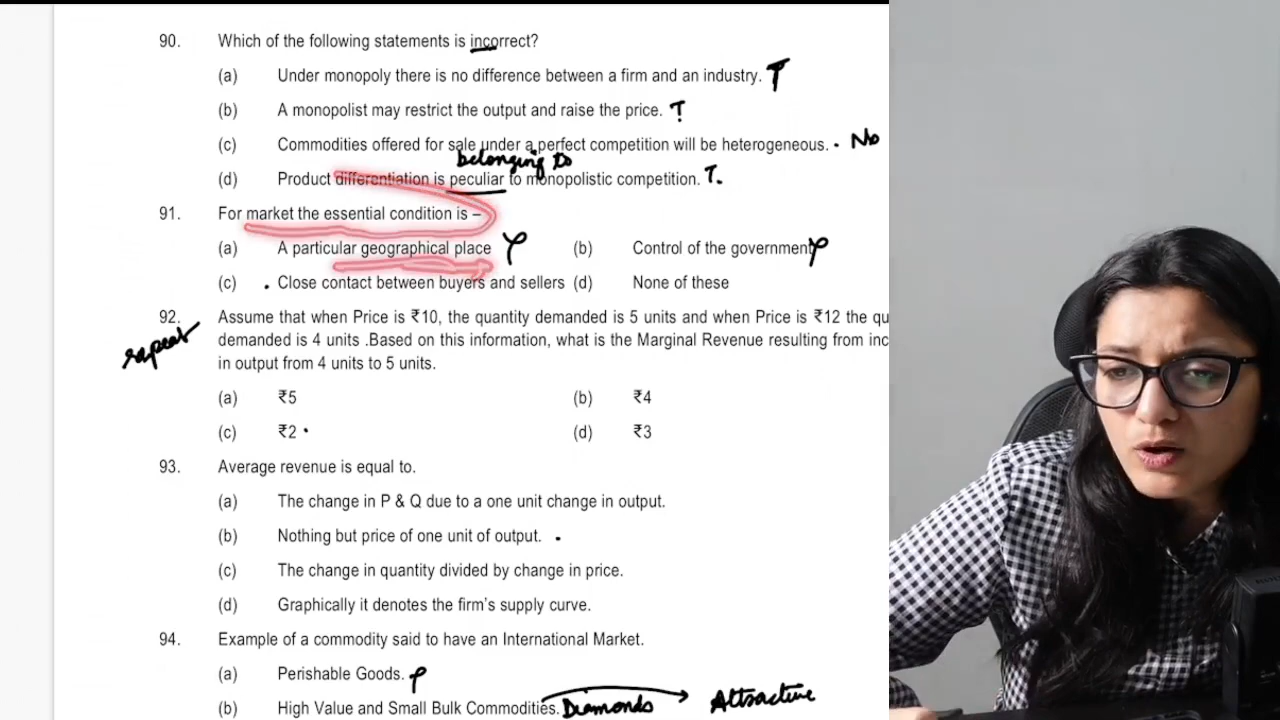 90. Which of the following statements is incorrect?
(a) Under monopoly there is no difference between a firm and an industry. T
(b) A monopolist may restrict the output and raise the price. T
(c) Commodities offered for sale under a perfect competition will be heterogeneous. No
belonging to
(d) Product differentiation is peculiar to monopolistic competition. T.
91. For market the essential condition is –
(a) A particular geographical place (b) Control of the government
(c) Close contact between buyers and sellers (d) None of these
92. Assume that when Price is ₹10, the quantity demanded is 5 units and when Price is ₹12 the qu
repeat demanded is 4 units .Based on this information, what is the Marginal Revenue resulting from inc
in output from 4 units to 5 units.
(a) ₹5 (b) ₹4
(c) ₹2 (d) ₹3
93. Average revenue is equal to.
(a) The change in P & Q due to a one unit change in output.
(b) Nothing but price of one unit of output.
(c) The change in quantity divided by change in price.
(d) Graphically it denotes the firm's supply curve.
94. Example of a commodity said to have an International Market.
(a) Perishable Goods.
(b) High Value and Small Bulk Commodities. Diamonds → Attractive